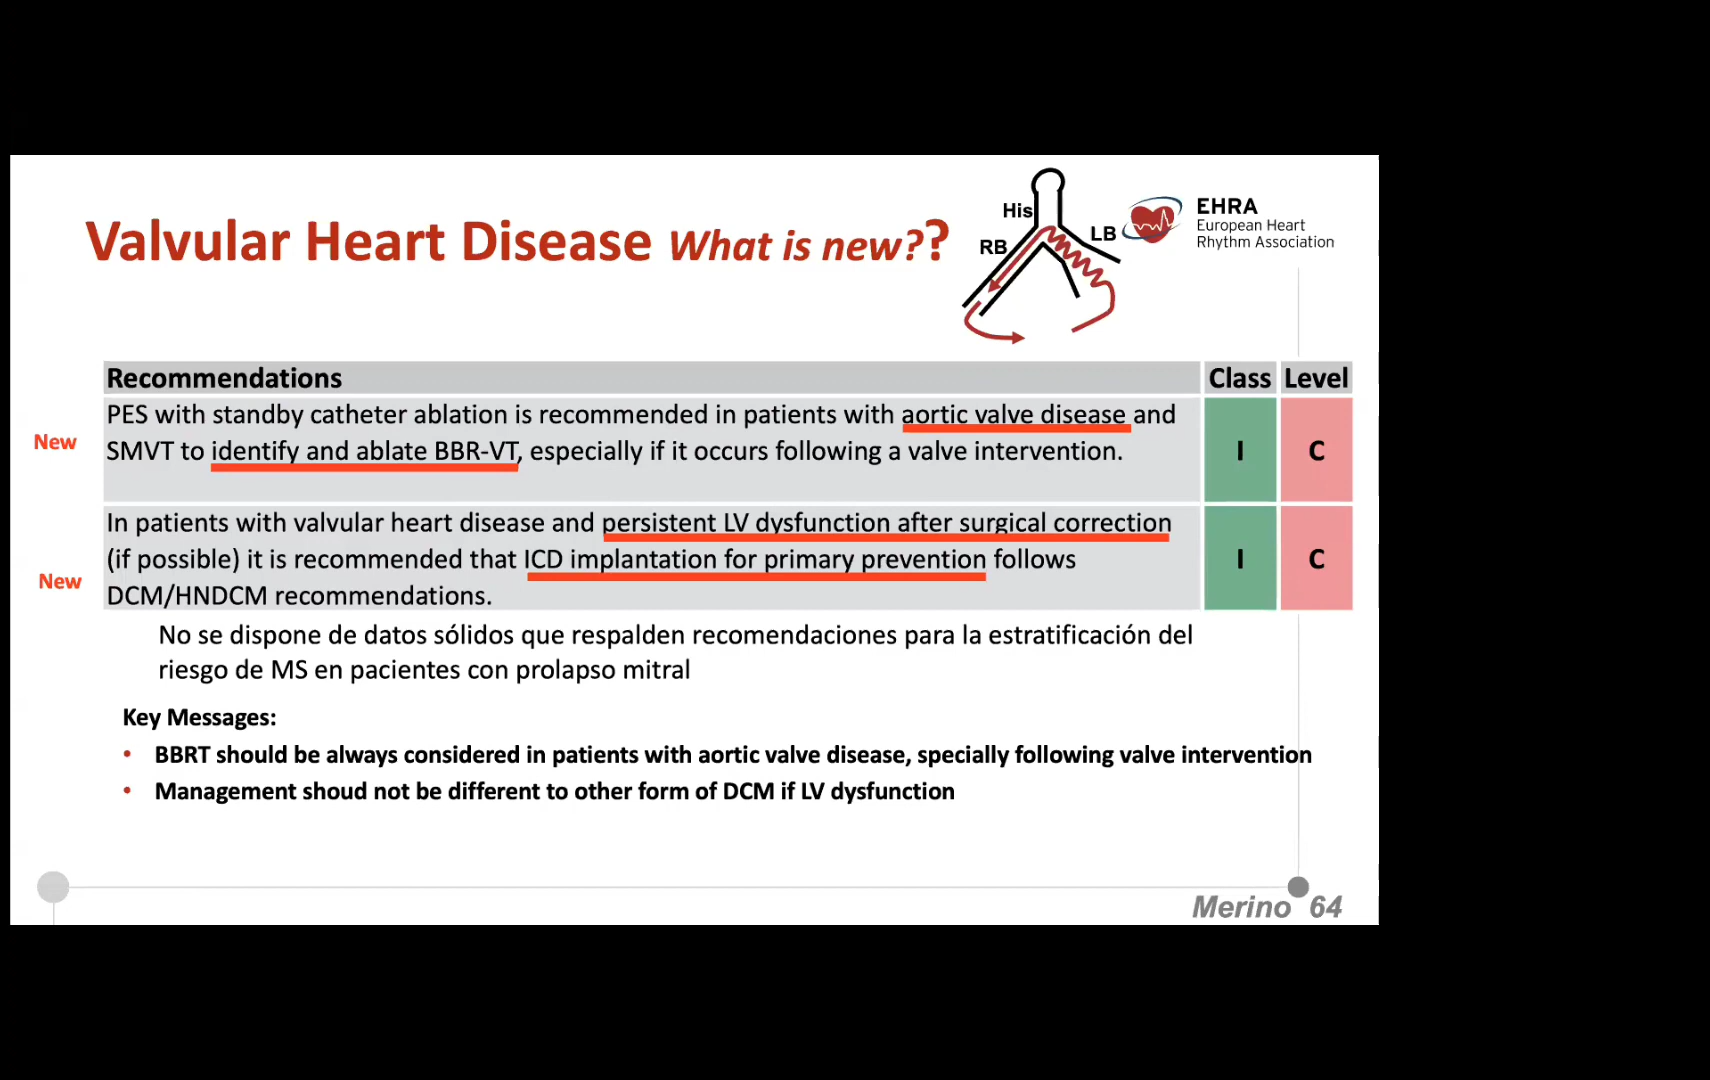 Valvular Heart Disease What is new??
His
RB
LB
EHRA
European Heart
Rhythm Association
Recommendations Class Level
New
PES with standby catheter ablation is recommended in patients with aortic valve disease and
SMVT to identify and ablate BBR-VT, especially if it occurs following a valve intervention.
I C
New
In patients with valvular heart disease and persistent LV dysfunction after surgical correction
(if possible) it is recommended that ICD implantation for primary prevention follows
DCM/HNDCM recommendations.
I C
No se dispone de datos sólidos que respalden recomendaciones para la estratificación del
riesgo de MS en pacientes con prolapso mitral
Key Messages:
• BBRT should be always considered in patients with aortic valve disease, specially following valve intervention
• Management shoud not be different to other form of DCM if LV dysfunction
Merino 64